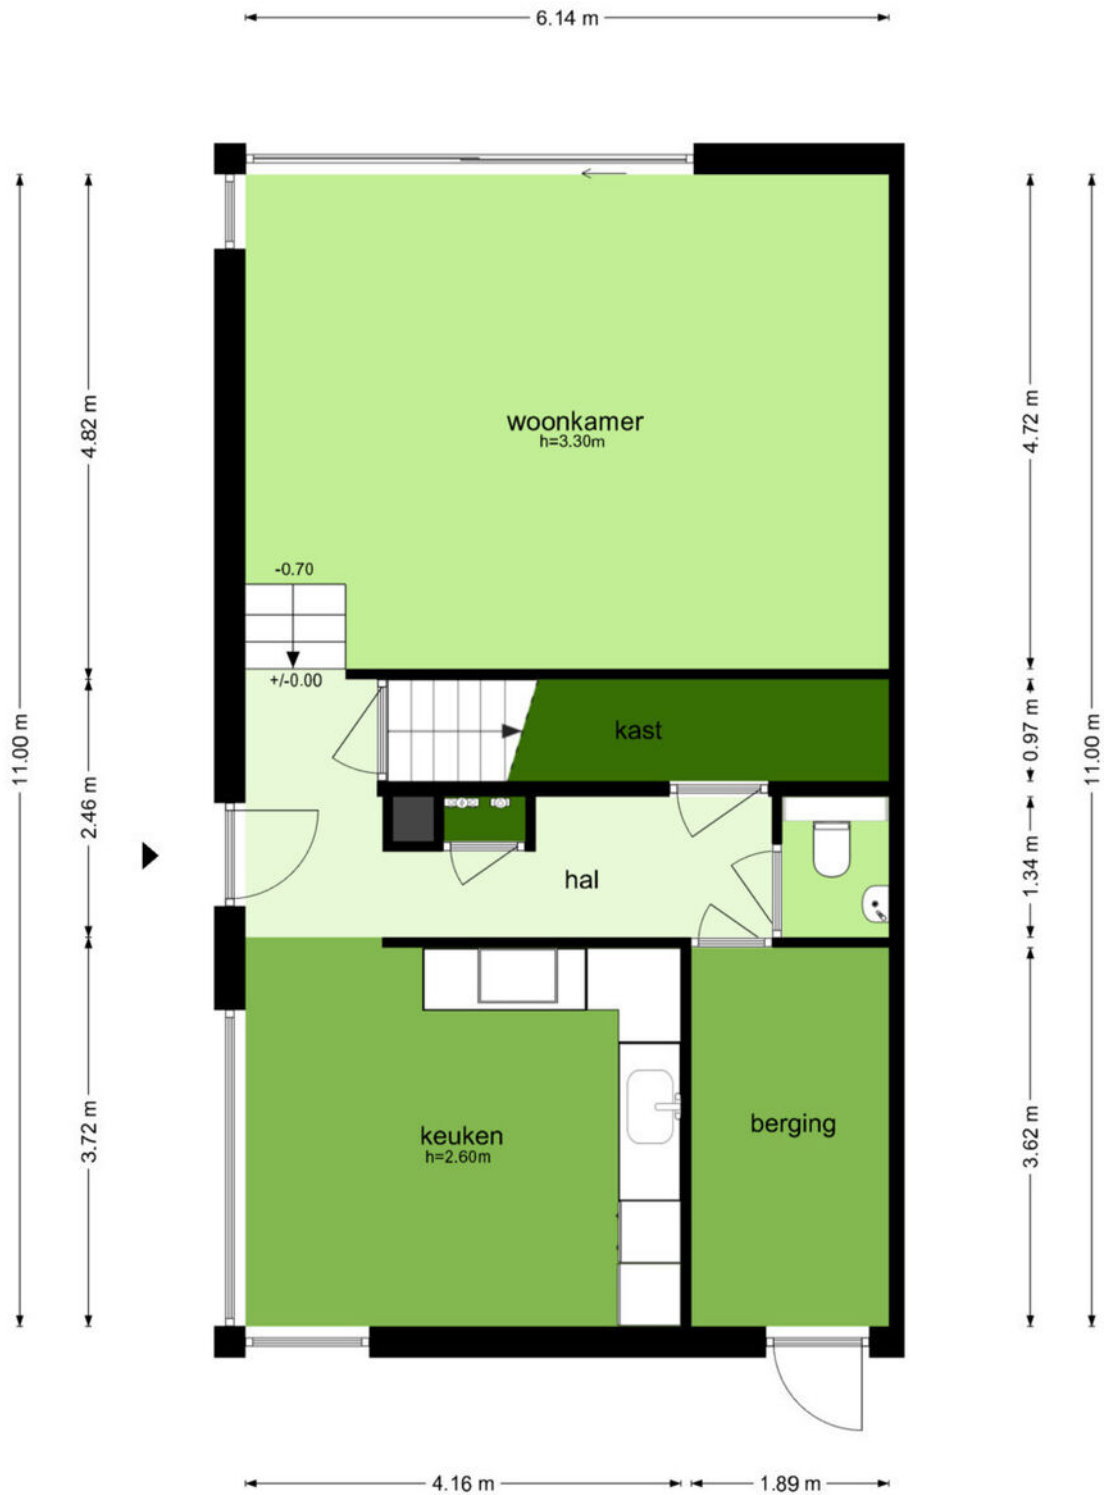 6.14 m
woonkamer
h=3.30m
4.82 m
4.72 m
-0.70
+/-0.00
kast
0.97 m
11.00 m
11.00 m
2.46 m
hal
1.34 m
keuken
h=2.60m
berging
3.72 m
3.62 m
4.16 m
1.89 m